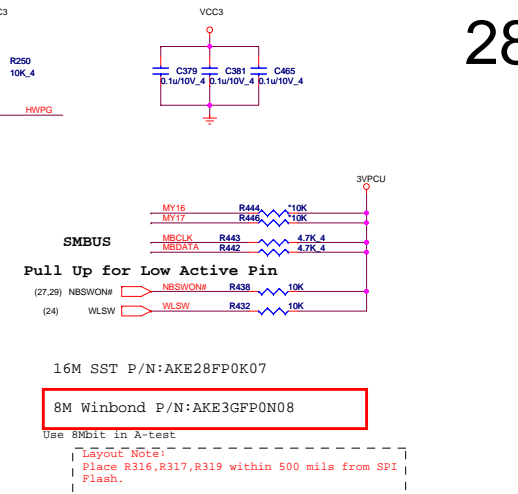 C3
VCC3
28
R250
10K_4
C379
C381
C465
0.1u/10V_4
0.1u/10V_4
0.1u/10V_4
HWPG
3VPCU
MY16 R444 *10K
MY17 R446 *10K
SMBUS
MBCLK R443 4.7K_4
MBDATA R442 4.7K_4
Pull Up for Low Active Pin
(27,29) NBSWON# NBSWON# R438 10K
(24) WLSW WLSW R432 10K
16M SST P/N:AKE28FP0K07
8M Winbond P/N:AKE3GFP0N08
Use 8Mbit in A-test
Layout Note:
Place R316,R317,R319 within 500 mils from SPI
Flash.